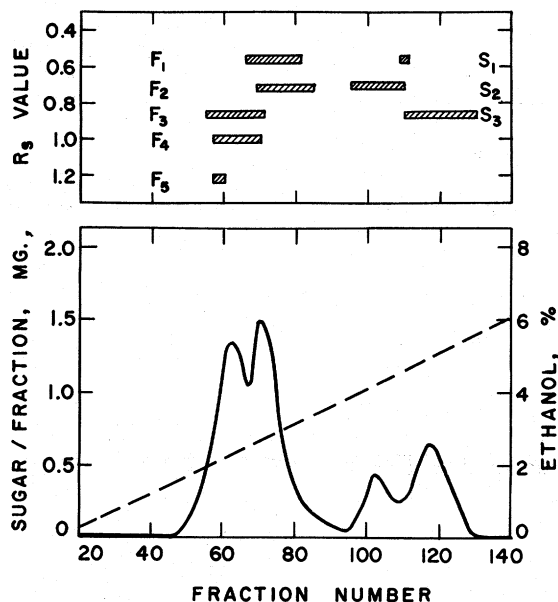 0.4
0.6
0.8
1.0
1.2
Rs VALUE
F1
F2
F3
F4
F5
S1
S2
S3
2.0
1.5
1.0
0.5
0
SUGAR / FRACTION, MG.,
8
6
4
2
0
ETHANOL, %
20 40 60 80 100 120 140
FRACTION NUMBER